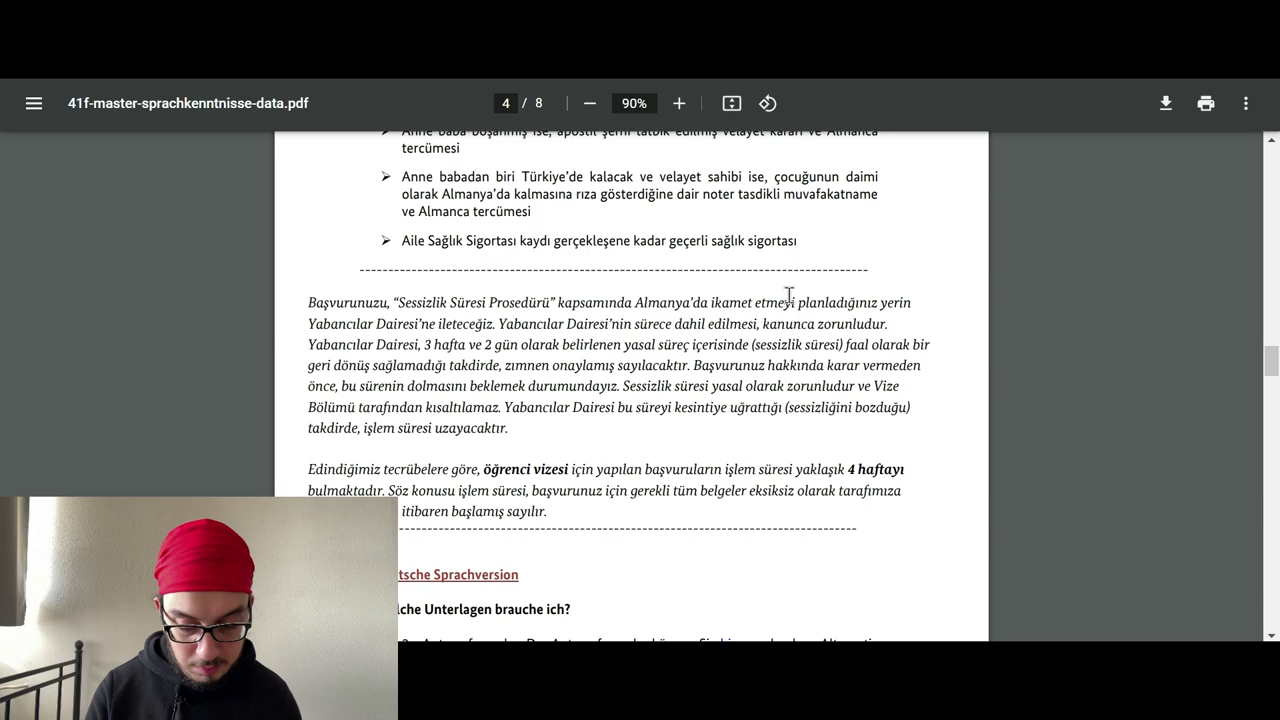 41f-master-sprachkenntnisse-data.pdf
4 / 8
90%
Anne baba boşanmış ise, apostil şerhi tatbik edilmiş velayet kararı ve Almanca
tercümesi
Anne babadan biri Türkiye’de kalacak ve velayet sahibi ise, çocuğunun daimi
olarak Almanya’da kalmasına rıza gösterdiğine dair noter tasdikli muvafakatname
ve Almanca tercümesi
Aile Sağlık Sigortası kaydı gerçekleşene kadar geçerli sağlık sigortası
Başvurunuzu, “Sessizlik Süresi Prosedürü” kapsamında Almanya’da ikamet etmeyi planladığınız yerin
Yabancılar Dairesi’ne ileteceğiz. Yabancılar Dairesi’nin sürece dahil edilmesi, kanunca zorunludur.
Yabancılar Dairesi, 3 hafta ve 2 gün olarak belirlenen yasal süreç içerisinde (sessizlik süresi) faal olarak bir
geri dönüş sağlamadığı takdirde, zımnen onaylamış sayılacaktır. Başvurunuz hakkında karar vermeden
önce, bu sürenin dolmasını beklemek durumundayız. Sessizlik süresi yasal olarak zorunludur ve Vize
Bölümü tarafından kısaltılamaz. Yabancılar Dairesi bu süreyi kesintiye uğrattığı (sessizliğini bozduğu)
takdirde, işlem süresi uzayacaktır.
Edindiğimiz tecrübelere göre, öğrenci vizesi için yapılan başvuruların işlem süresi yaklaşık 4 haftayı
bulmaktadır. Söz konusu işlem süresi, başvurunuz için gerekli tüm belgeler eksiksiz olarak tarafımıza
itibaren başlamış sayılır.
tsche Sprachversion
lche Unterlagen brauche ich?